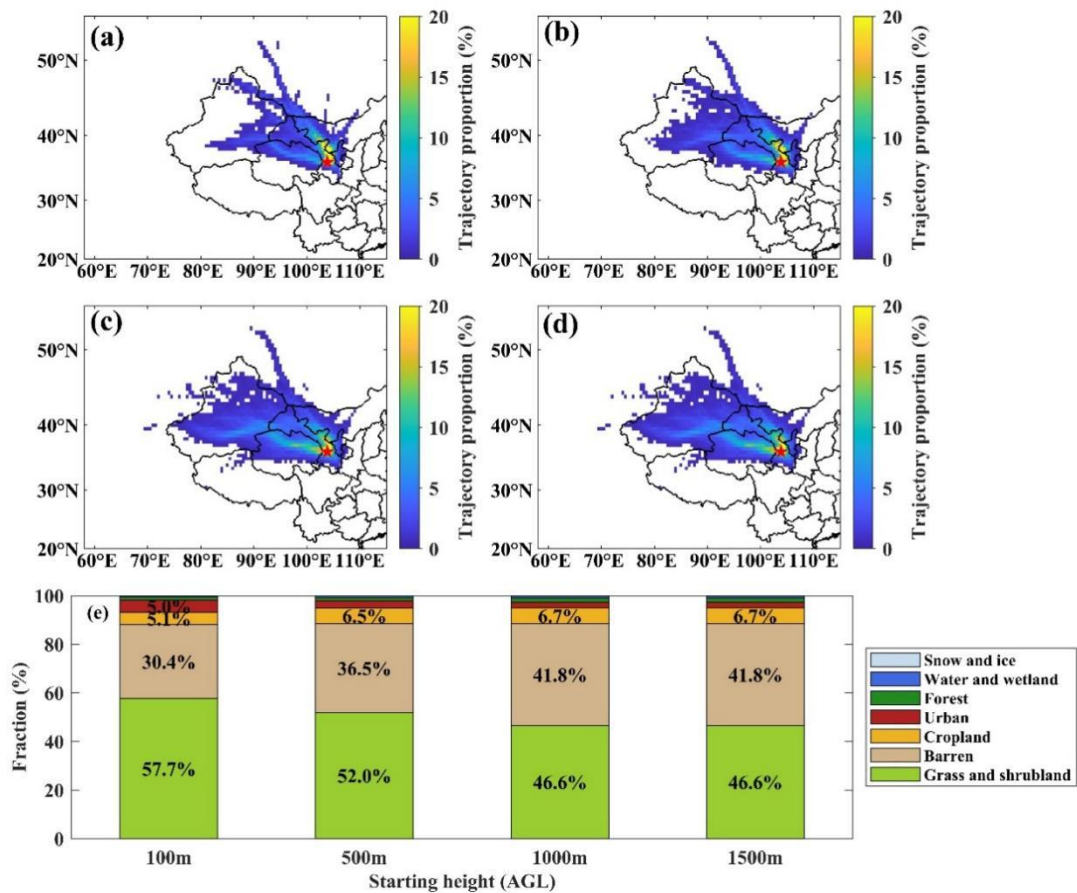 (a)
50°N
40°N
30°N
20°N
60°E 70°E 80°E 90°E 100°E 110°E
20
15
10
5
0
Trajectory proportion (%)
(b)
50°N
40°N
30°N
20°N
60°E 70°E 80°E 90°E 100°E 110°E
20
15
10
5
0
Trajectory proportion (%)
(c)
50°N
40°N
30°N
20°N
60°E 70°E 80°E 90°E 100°E 110°E
20
15
10
5
0
Trajectory proportion (%)
(d)
50°N
40°N
30°N
20°N
60°E 70°E 80°E 90°E 100°E 110°E
20
15
10
5
0
Trajectory proportion (%)
(e)
Fraction (%)
100
80
60
40
20
0
5.0%
5.1%
30.4%
57.7%
6.5%
36.5%
52.0%
6.7%
41.8%
46.6%
6.7%
41.8%
46.6%
100m 500m 1000m 1500m
Starting height (AGL)
Snow and ice
Water and wetland
Forest
Urban
Cropland
Barren
Grass and shrubland